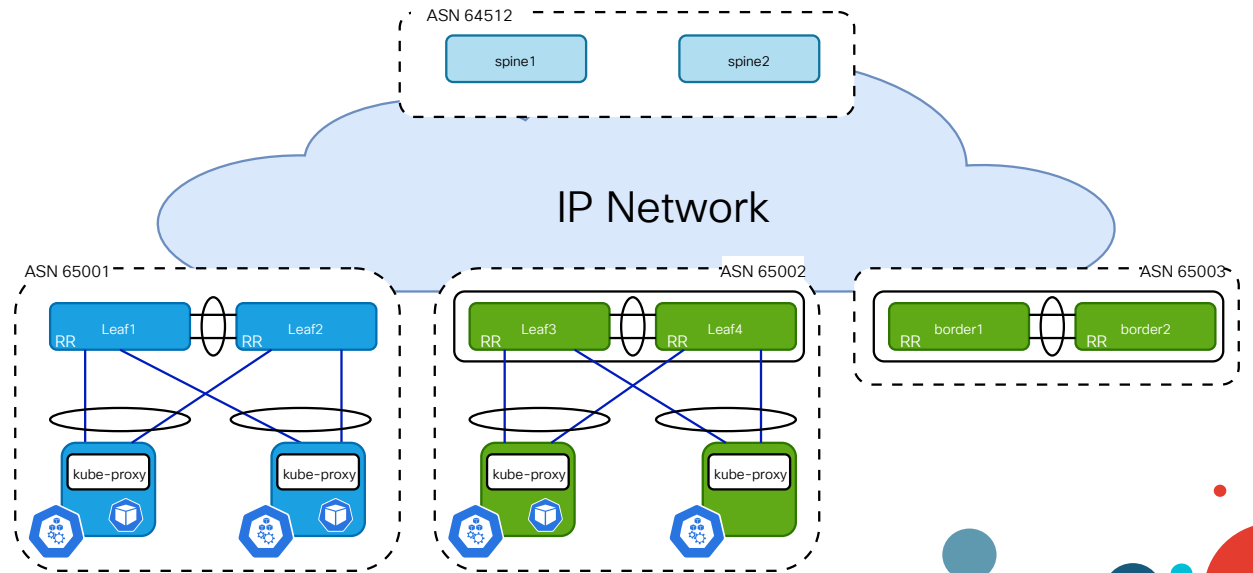 ASN 64512
spine1
spine2
IP Network
ASN 65001
ASN 65002
ASN 65003
Leaf1
RR
Leaf2
RR
Leaf3
RR
Leaf4
RR
border1
RR
border2
RR
kube-proxy
kube-proxy
kube-proxy
kube-proxy